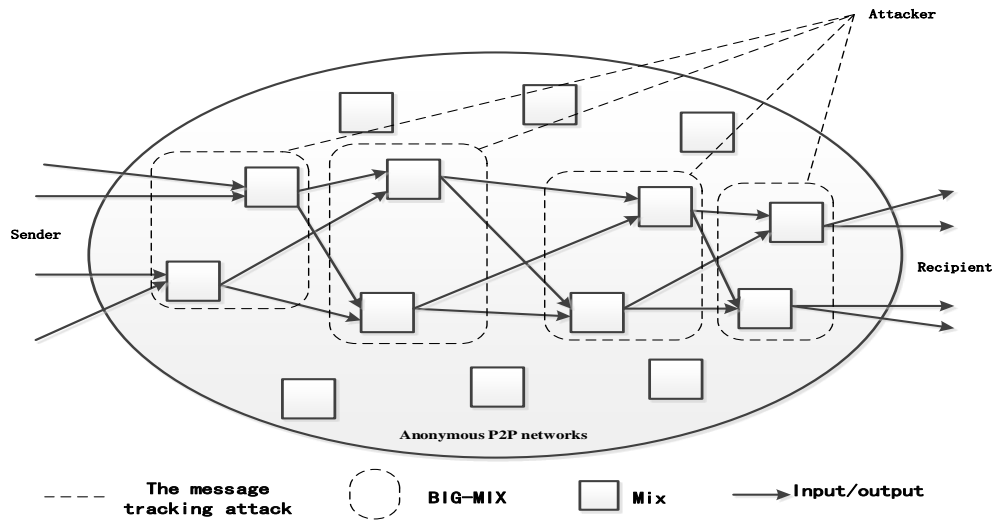 Attacker
Sender
Recipient
Anonymous P2P networks
The message
tracking attack
BIG-MIX
Mix
Input/output